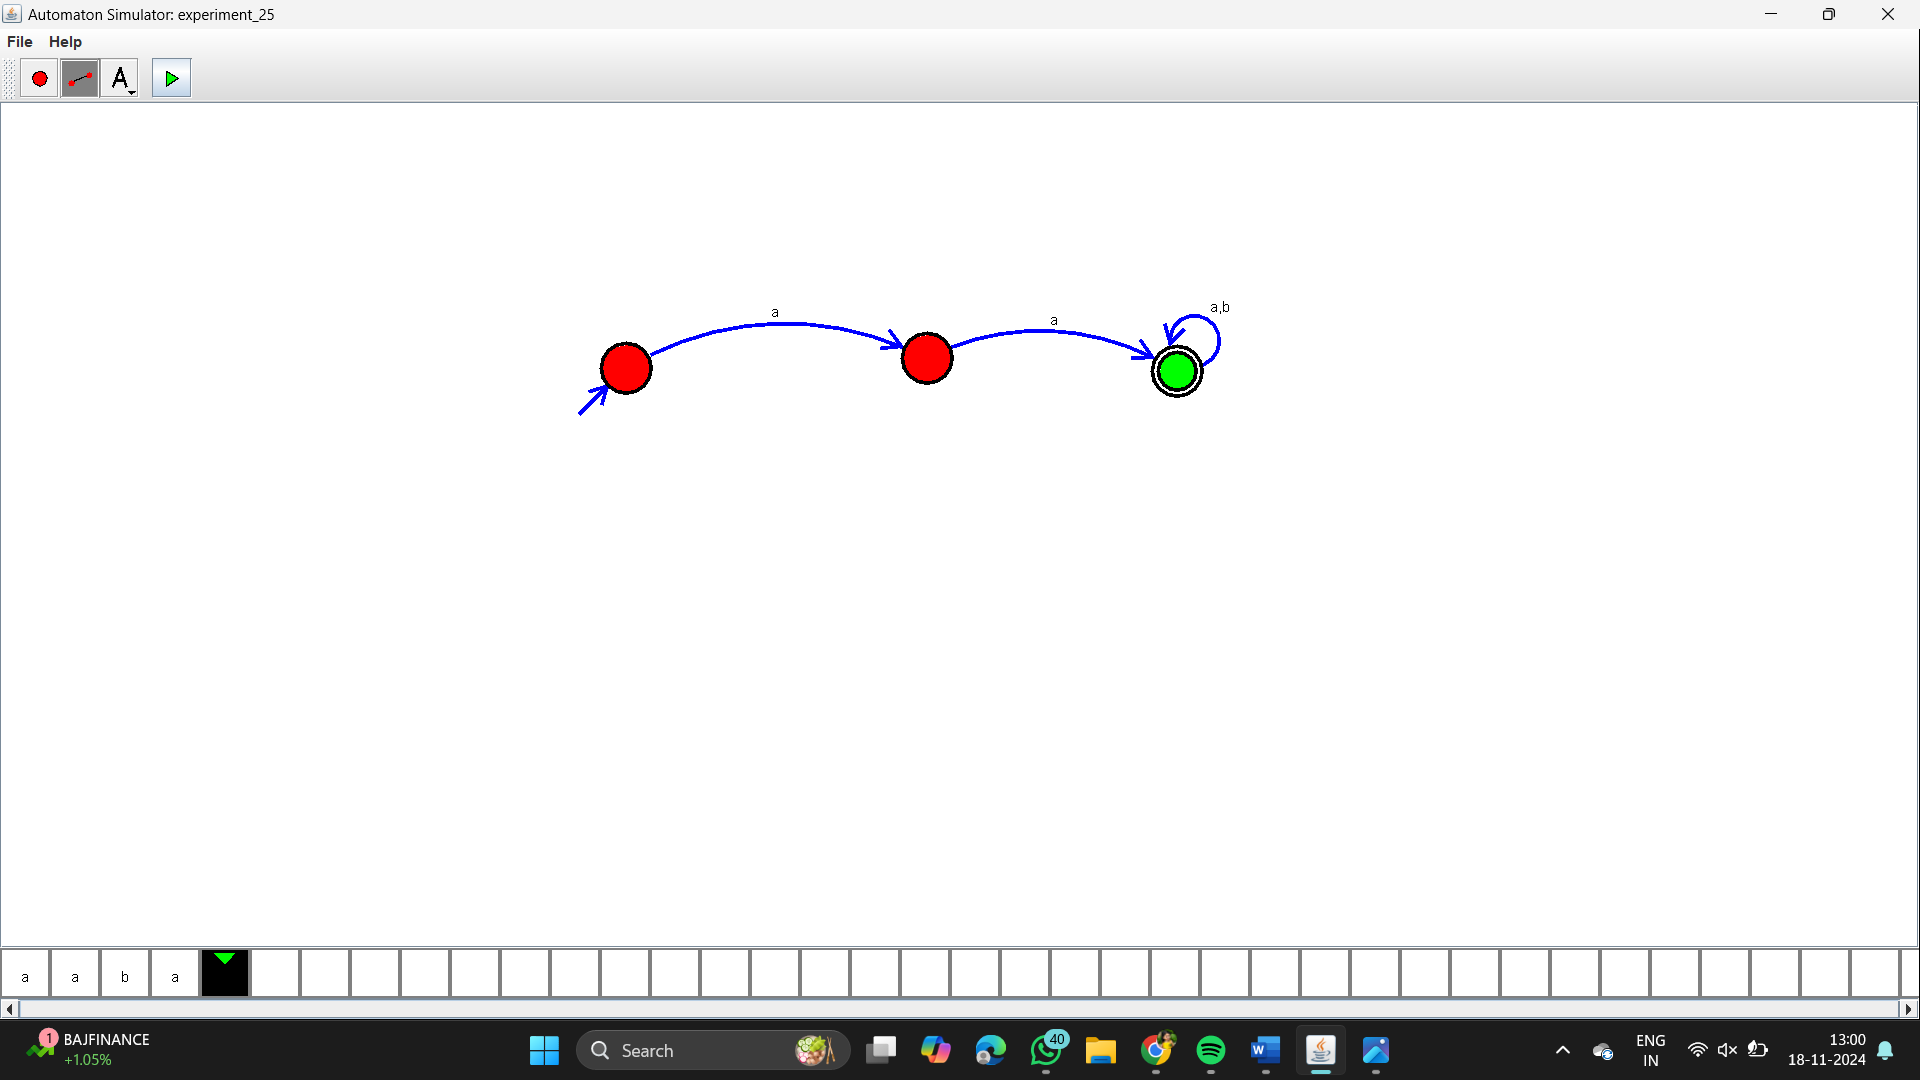 Automaton Simulator: experiment_25
File Help
A
a
a
a,b
a a b a
1
BAJFINANCE
+1.05%
Search
40
W
ENG
IN
13:00
18-11-2024